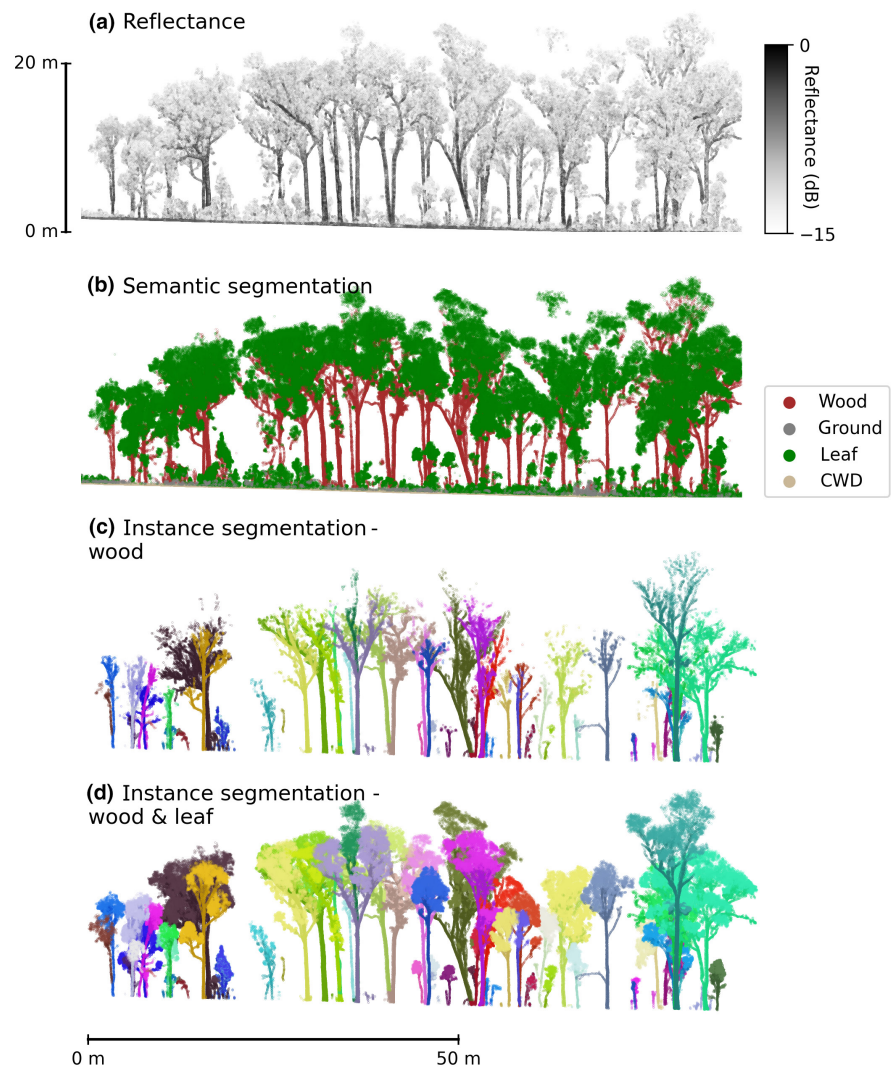 (a) Reflectance
20 m
0 m
0
Reflectance (dB)
−15
(b) Semantic segmentation
Wood
Ground
Leaf
CWD
(c) Instance segmentation -
wood
(d) Instance segmentation -
wood & leaf
0 m
50 m